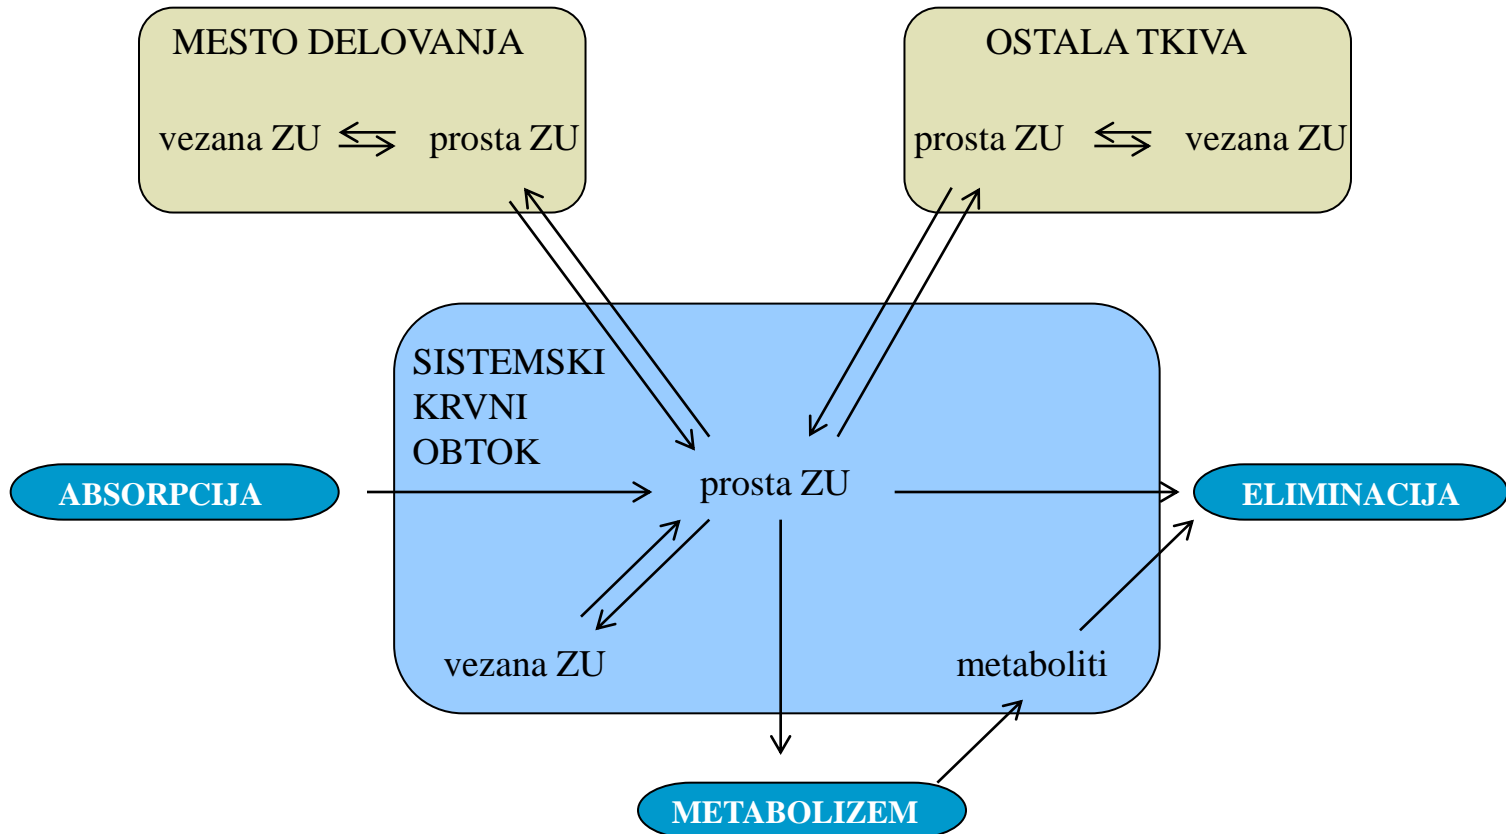 MESTO DELOVANJA
vezana ZU
prosta ZU
OSTALA TKIVA
prosta ZU
vezana ZU
SISTEMSKI
KRVNI
OBTOK
ABSORPCIJA
prosta ZU
ELIMINACIJA
vezana ZU
metaboliti
METABOLIZEM